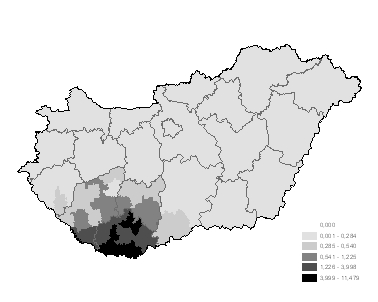 0,000
0,001 - 0,284
0,285 - 0,540
0,541 - 1,225
1,226 - 3,998
3,999 - 11,479